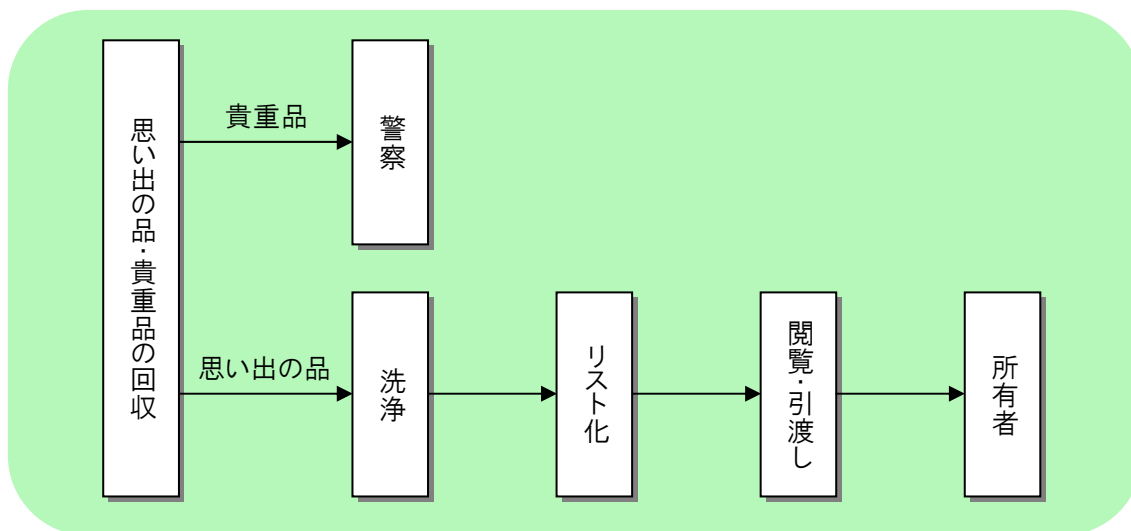 思い出の品・貴重品の回収
貴重品
警察
思い出の品
洗浄
リスト化
閲覧・引渡し
所有者